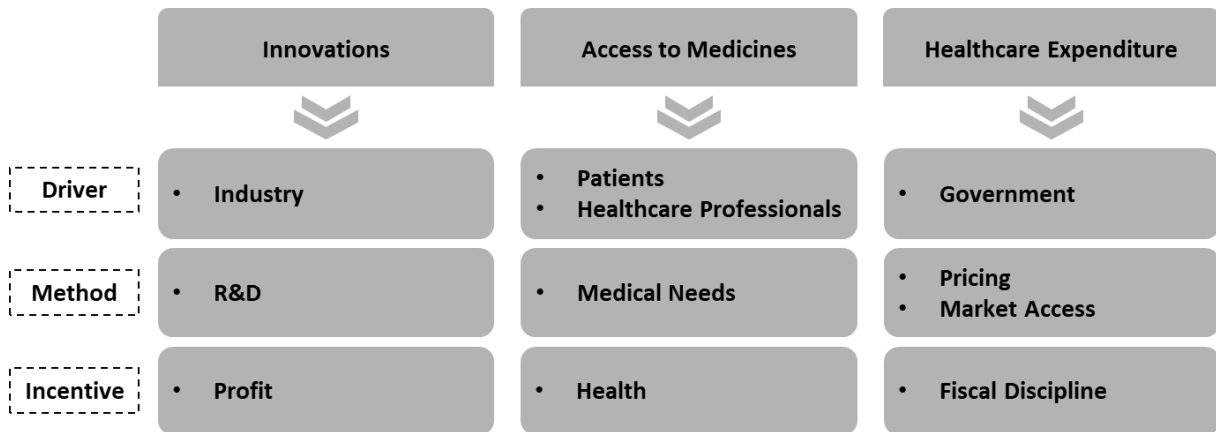 Innovations
Access to Medicines
Healthcare Expenditure
Driver
• Industry
• Patients
• Healthcare Professionals
• Government
Method
• R&D
• Medical Needs
• Pricing
• Market Access
Incentive
• Profit
• Health
• Fiscal Discipline